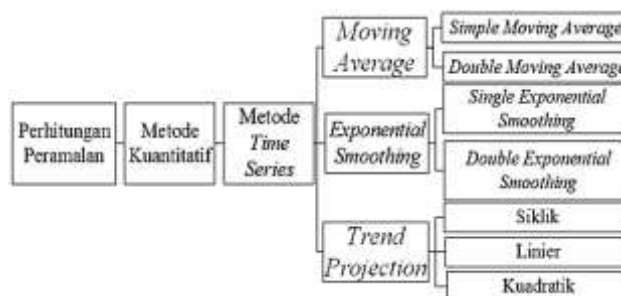 Perhitungan
Peramalan
Metode
Kuantitatif
Metode
Time
Series
Moving
Average
Simple Moving Average
Double Moving Average
Exponential
Smoothing
Single Exponential
Smoothing
Double Exponential
Smoothing
Trend
Projection
Siklik
Linier
Kuadratik